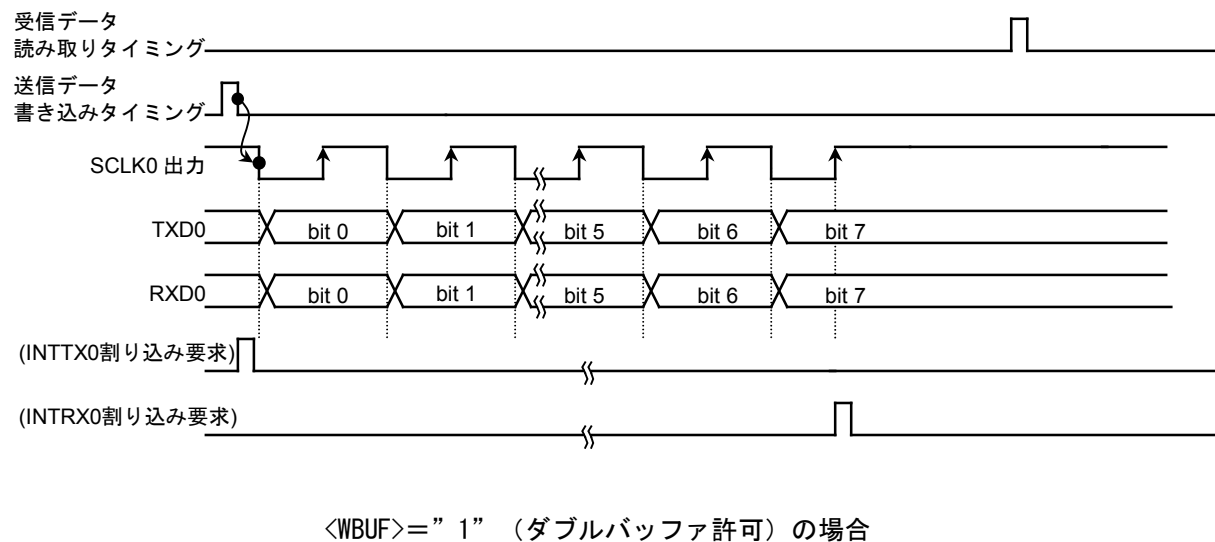 受信データ
読み取りタイミング
送信データ
書き込みタイミング
SCLK0 出力
TXD0 bit 0 bit 1 bit 5 bit 6 bit 7
RXD0 bit 0 bit 1 bit 5 bit 6 bit 7
(INTTX0割り込み要求)
(INTRX0割り込み要求)
<WBUF>=”1” (ダブルバッファ許可) の場合